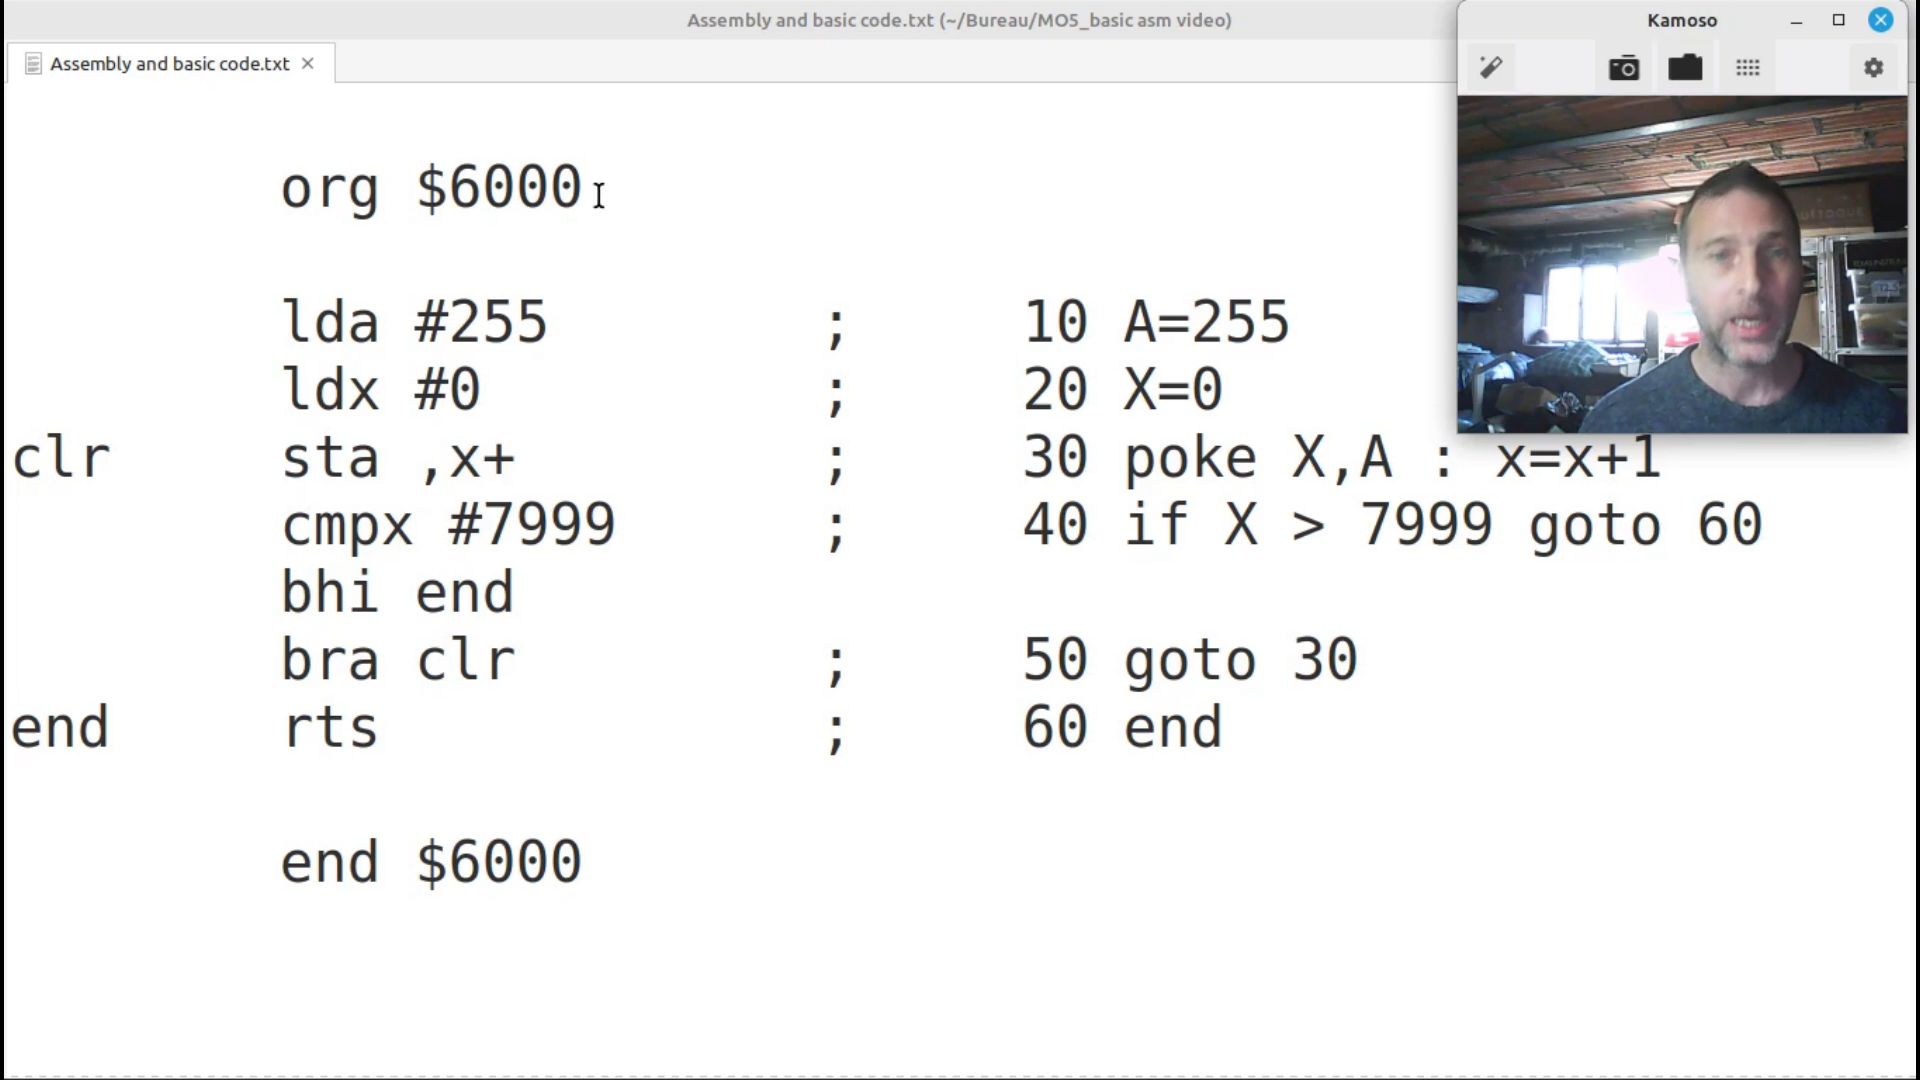 Assembly and basic code.txt (~/Bureau/MO5_basic asm video)
Kamoso
Assembly and basic code.txt
org $6000
lda #255 ; 10 A=255
ldx #0 ; 20 X=0
clr sta ,x+ ; 30 poke X,A : x=x+1
cmpx #7999 ; 40 if X > 7999 goto 60
bhi end
bra clr ; 50 goto 30
end rts ; 60 end
end $6000